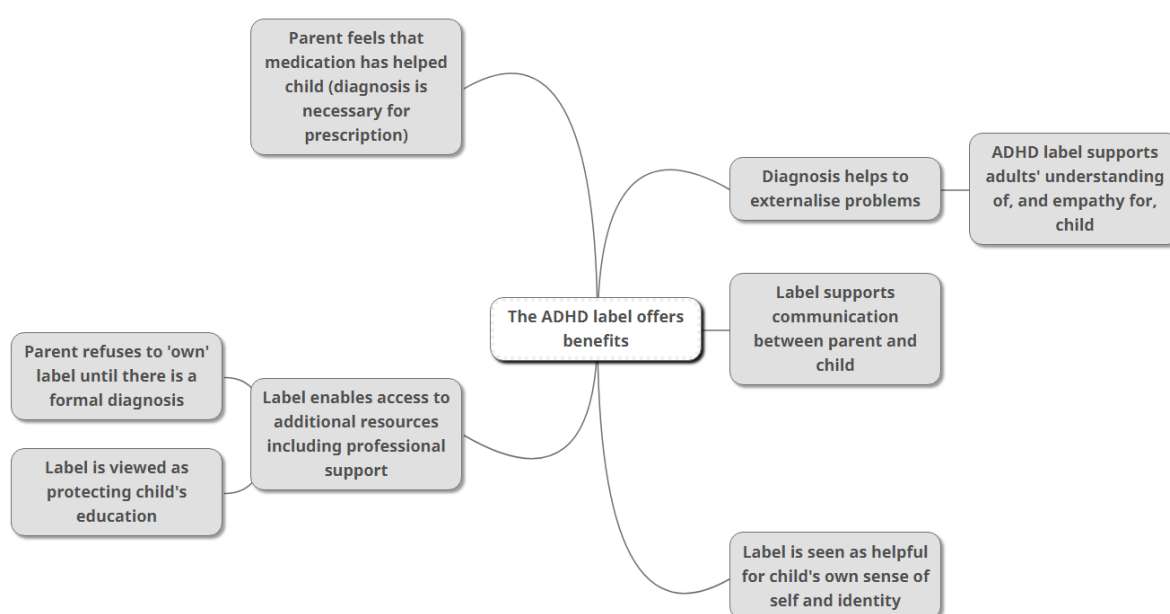 Parent feels that
medication has helped
child (diagnosis is
necessary for
prescription)
Diagnosis helps to
externalise problems
ADHD label supports
adults' understanding
of, and empathy for,
child
The ADHD label offers
benefits
Label supports
communication
between parent and
child
Parent refuses to 'own'
label until there is a
formal diagnosis
Label enables access to
additional resources
including professional
support
Label is viewed as
protecting child's
education
Label is seen as helpful
for child's own sense of
self and identity